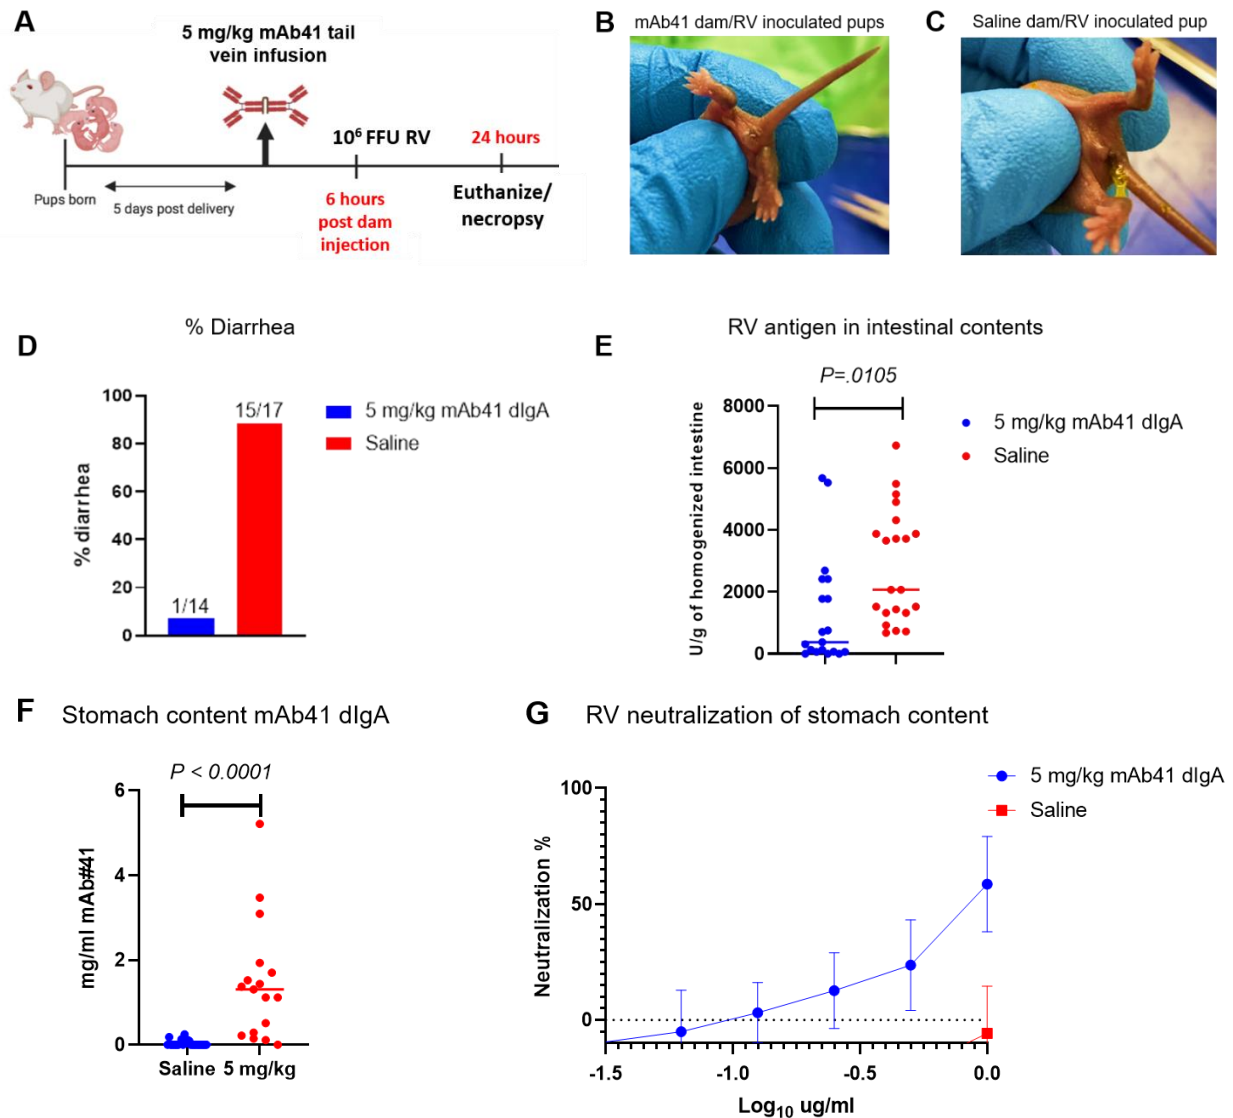 A
5 mg/kg mAb41 tail
vein infusion
10⁶ FFU RV
24 hours
Pups born
5 days post delivery
6 hours
post dam
injection
Euthanize/
necropsy
B
mAb41 dam/RV inoculated pups
C
Saline dam/RV inoculated pup
D
% Diarrhea
% diarrhea
100
80
60
40
20
0
1/14
15/17
5 mg/kg mAb41 dIgA
Saline
E
RV antigen in intestinal contents
P=.0105
U/g of homogenized intestine
8000
6000
4000
2000
0
5 mg/kg mAb41 dIgA
Saline
F
Stomach content mAb41 dIgA
P < 0.0001
mg/ml mAb#41
6
4
2
0
Saline 5 mg/kg
G
RV neutralization of stomach content
Neutralization %
100
50
0
-1.5 -1.0 -0.5 0.0
Log₁₀ ug/ml
5 mg/kg mAb41 dIgA
Saline